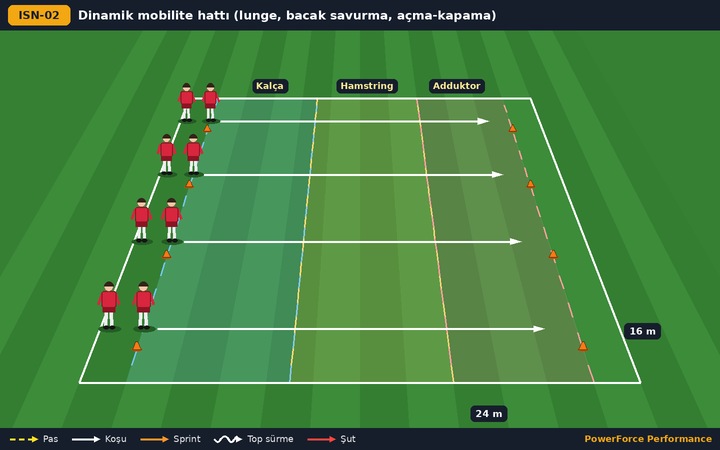 ISN-02 Dinamik mobilite hattı (lunge, bacak savurma, açma-kapama)
Kalça Hamstring Adduktor
16 m
24 m
Pas Koşu Sprint Top sürme Şut PowerForce Performance